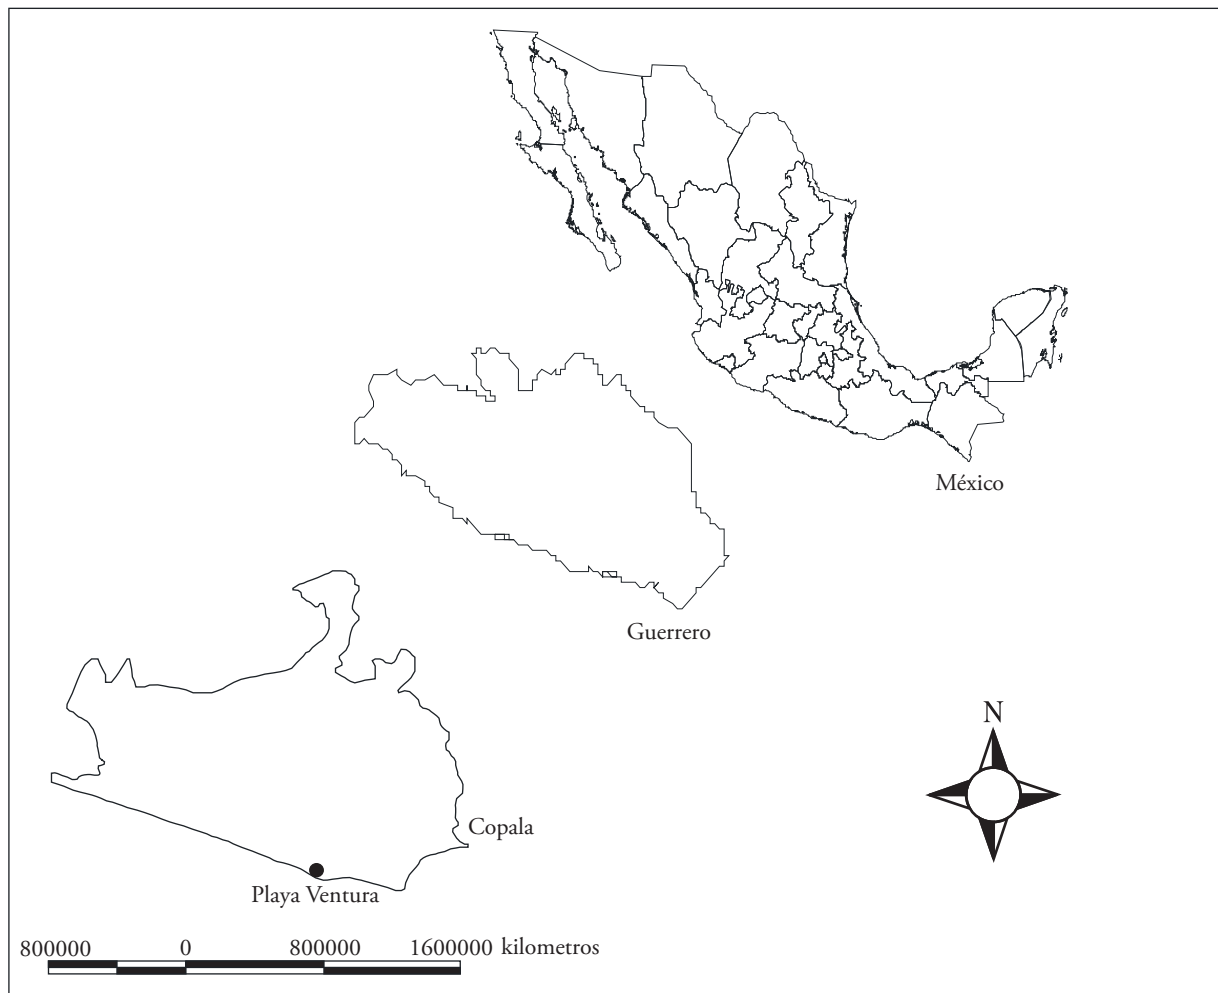 México
Guerrero
N
Copala
Playa Ventura
800000 0 800000 1600000 kilometros